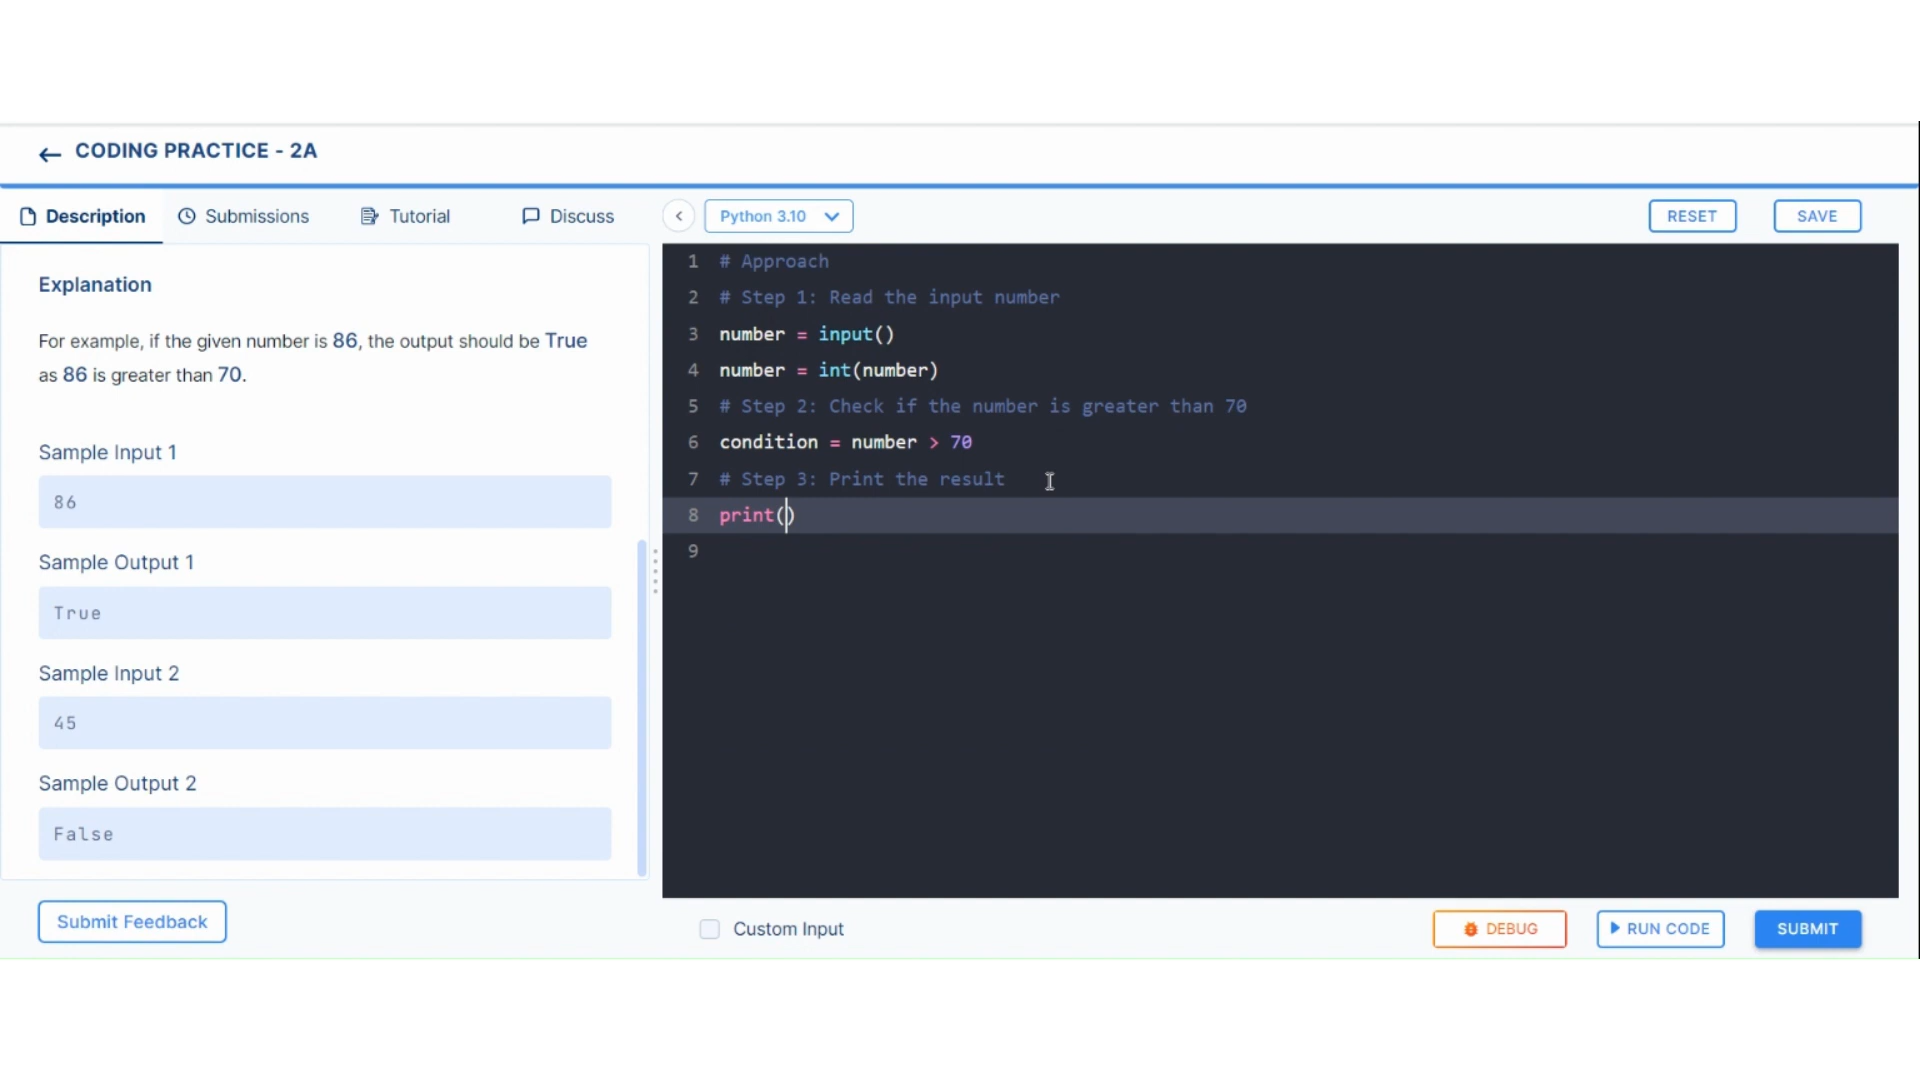 CODING PRACTICE - 2A
Description
Submissions
Tutorial
Discuss
Python 3.10
RESET
SAVE
Explanation
For example, if the given number is 86, the output should be True
as 86 is greater than 70.
Sample Input 1
86
Sample Output 1
True
Sample Input 2
45
Sample Output 2
False
Submit Feedback
1 # Approach
2 # Step 1: Read the input number
3 number = input()
4 number = int(number)
5 # Step 2: Check if the number is greater than 70
6 condition = number > 70
7 # Step 3: Print the result
8 print()
9
Custom Input
DEBUG
RUN CODE
SUBMIT